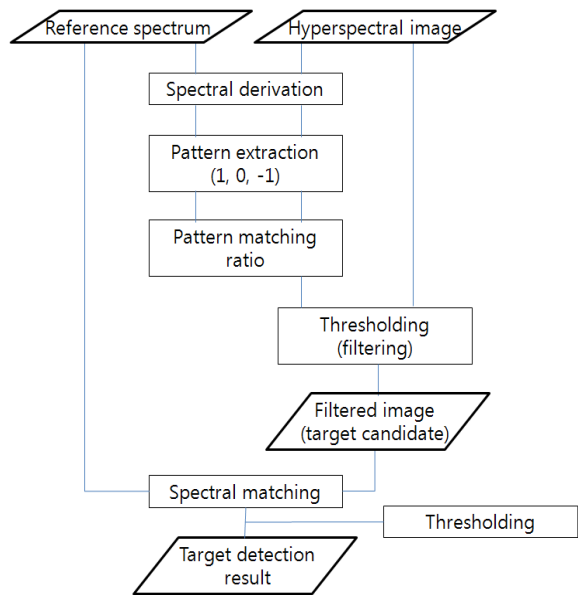 Reference spectrum
Hyperspectral image
Spectral derivation
Pattern extraction
(1, 0, -1)
Pattern matching
ratio
Thresholding
(filtering)
Filtered image
(target candidate)
Spectral matching
Thresholding
Target detection
result